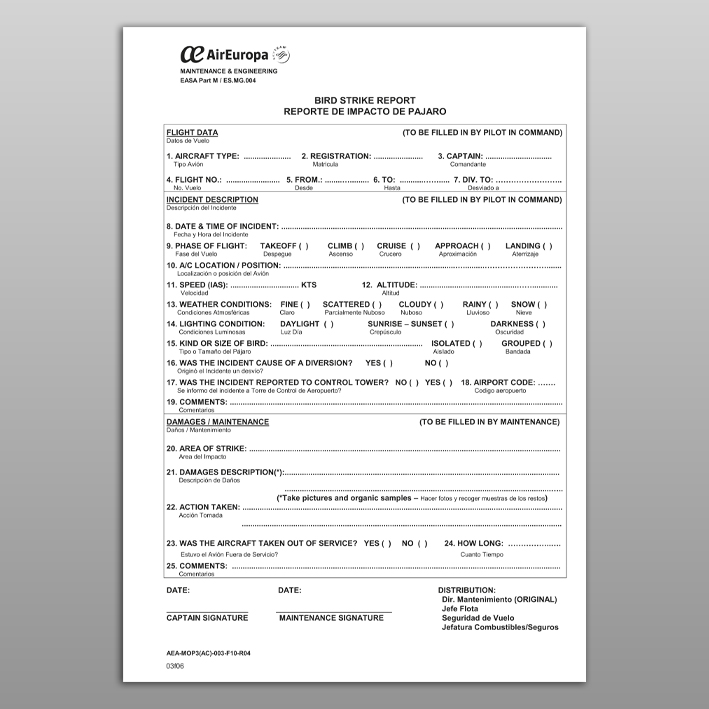 AirEuropa
MAINTENANCE & ENGINEERING
EASA Part M / ES.MG.004
BIRD STRIKE REPORT
REPORTE DE IMPACTO DE PAJARO
FLIGHT DATA (TO BE FILLED IN BY PILOT IN COMMAND)
Datos de Vuelo
1. AIRCRAFT TYPE: .................... 2. REGISTRATION: ..................... 3. CAPTAIN: ............................
Tipo Avión Matricula Comandante
4. FLIGHT NO.: ....................... 5. FROM.: ................... 6. TO: ..................... 7. DIV. TO: ............................
No. Vuelo Desde Hasta Desviado a
INCIDENT DESCRIPTION (TO BE FILLED IN BY PILOT IN COMMAND)
Descripción del Incidente
8. DATE & TIME OF INCIDENT: ....................................................................................................
Fecha y Hora del Incidente
9. PHASE OF FLIGHT: TAKEOFF ( ) CLIMB ( ) CRUISE ( ) APPROACH ( ) LANDING ( )
Fase del Vuelo Despegue Ascenso Crucero Aproximación Aterrizaje
10. A/C LOCATION / POSITION: ....................................................................................................
Localización o posición del Avión
11. SPEED (IAS): ............................. KTS 12. ALTITUDE: ..........................................................
Velocidad Altitud
13. WEATHER CONDITIONS: FINE ( ) SCATTERED ( ) CLOUDY ( ) RAINY ( ) SNOW ( )
Condiciones Atmosféricas Claro Parcialmente Nuboso Nuboso Lluvioso Nieve
14. LIGHTING CONDITION: DAYLIGHT ( ) SUNRISE – SUNSET ( ) DARKNESS ( )
Condiciones Luminosas Luz Día Crepúsculo Oscuridad
15. KIND OR SIZE OF BIRD: ............................................................... ISOLATED ( ) GROUPED ( )
Tipo o Tamaño del Pájaro Aislado Bandada
16. WAS THE INCIDENT CAUSE OF A DIVERSION? YES ( ) NO ( )
Originó el Incidente un desvío?
17. WAS THE INCIDENT REPORTED TO CONTROL TOWER? NO ( ) YES ( ) 18. AIRPORT CODE: .......
Se informo del incidente a Torre de Control de Aeropuerto? Codigo aeropuerto
19. COMMENTS: ....................................................................................................
Comentarios
DAMAGES / MAINTENANCE (TO BE FILLED IN BY MAINTENANCE)
Daños / Mantenimiento
20. AREA OF STRIKE: ....................................................................................................
Area del Impacto
21. DAMAGES DESCRIPTION(*):....................................................................................................
Descripción de Daños
....................................................................................................
(*Take pictures and organic samples – Hacer fotos y recoger muestras de los restos)
22. ACTION TAKEN: ....................................................................................................
Acción Tomada
....................................................................................................
23. WAS THE AIRCRAFT TAKEN OUT OF SERVICE? YES ( ) NO ( ) 24. HOW LONG: ......................
Estuvo el Avión Fuera de Servicio? Cuanto Tiempo
25. COMMENTS: ....................................................................................................
Comentarios
DATE: DATE: DISTRIBUTION:
Dir. Mantenimiento (ORIGINAL)
Jefe Flota
CAPTAIN SIGNATURE MAINTENANCE SIGNATURE Seguridad de Vuelo
Jefatura Combustibles/Seguros
AEA-MOP3(AC)-003-F10-R04
03f06